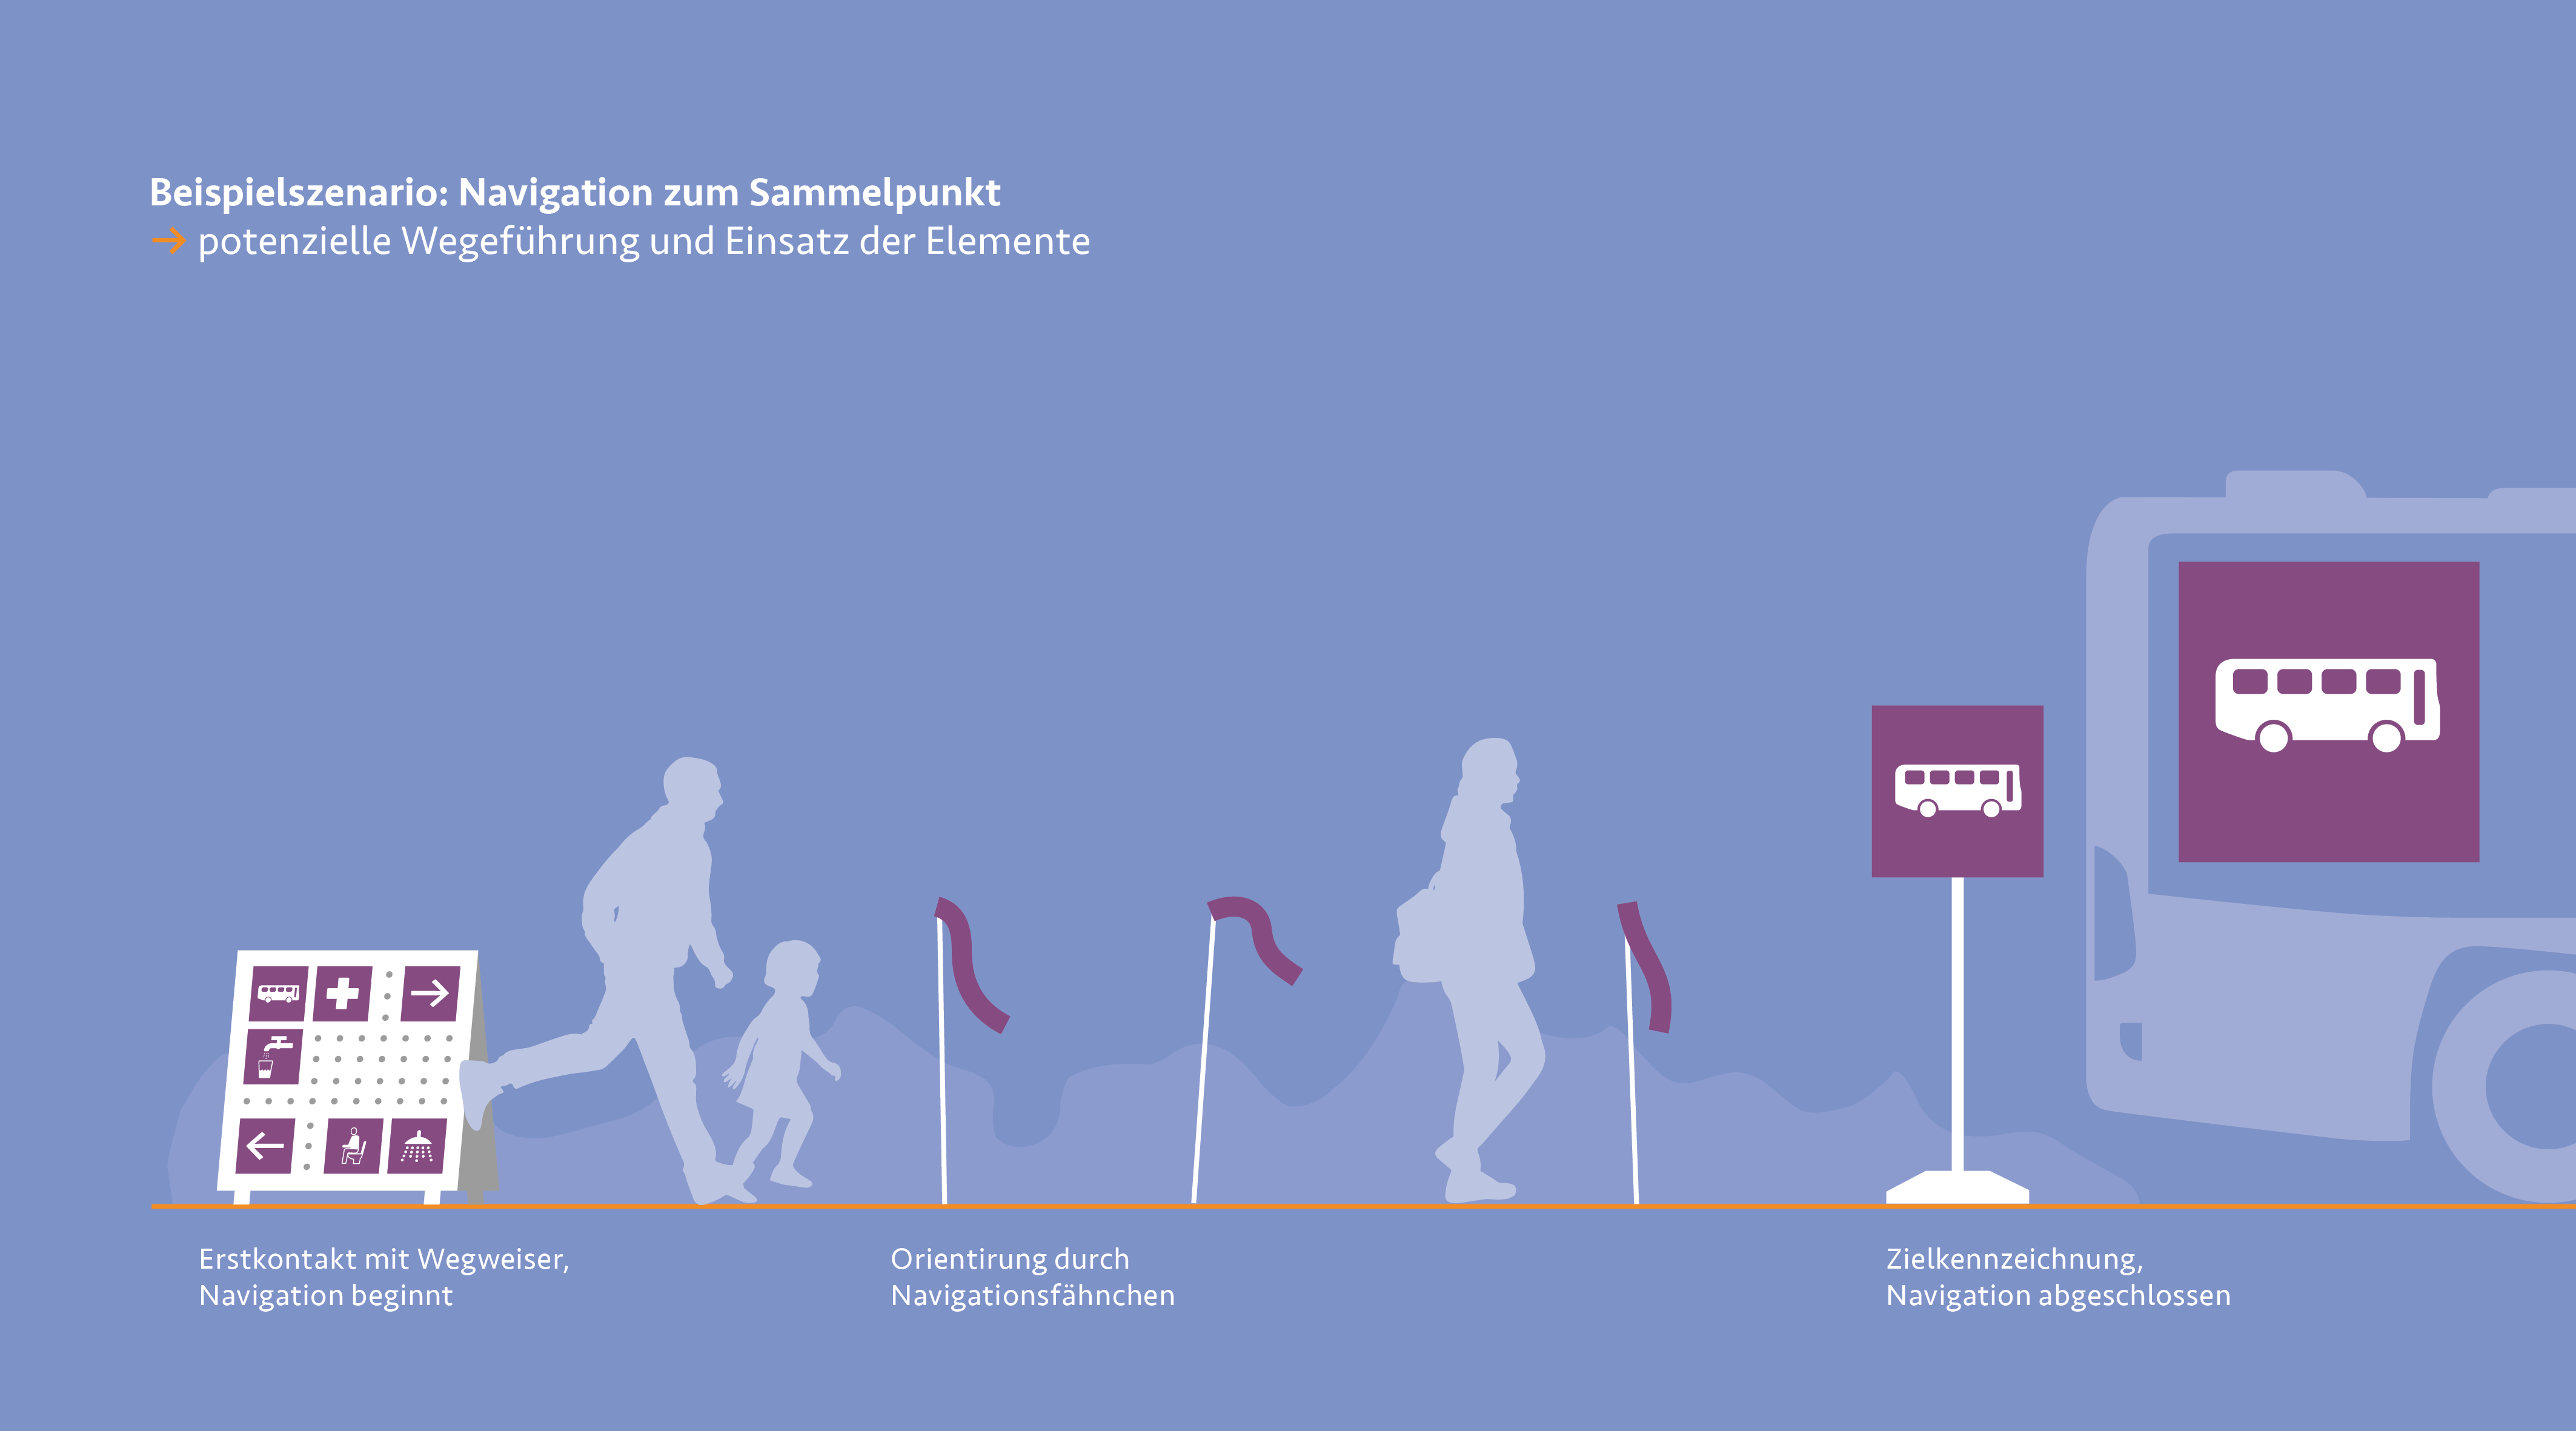 Beispielszenario: Navigation zum Sammelpunkt
→ potenzielle Wegeführung und Einsatz der Elemente
Erstkontakt mit Wegweiser,
Navigation beginnt
Orientirung durch
Navigationsfähnchen
Zielkennzeichnung,
Navigation abgeschlossen